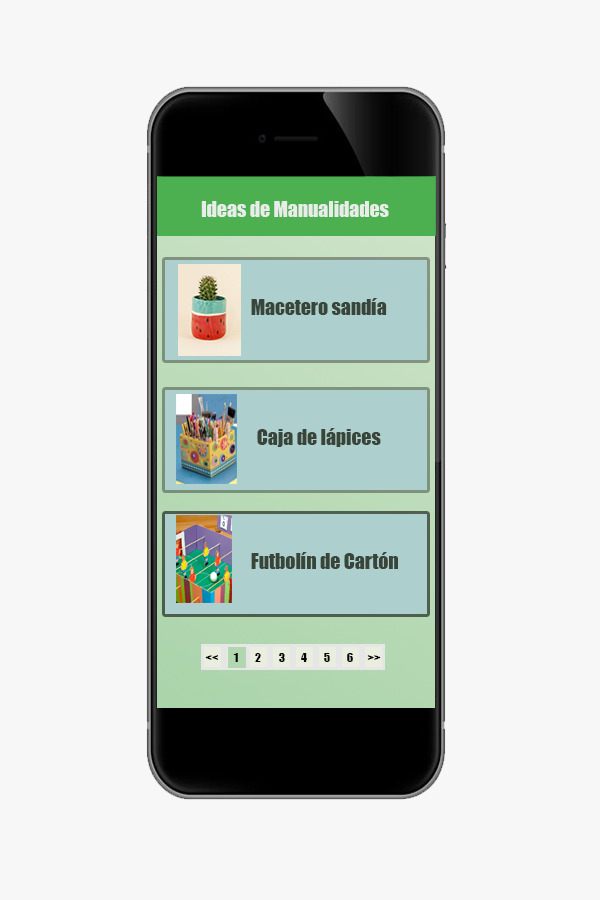 Ideas de Manualidades
Macetero sandía
Caja de lápices
Futbolín de Cartón
<< 1 2 3 4 5 6 >>